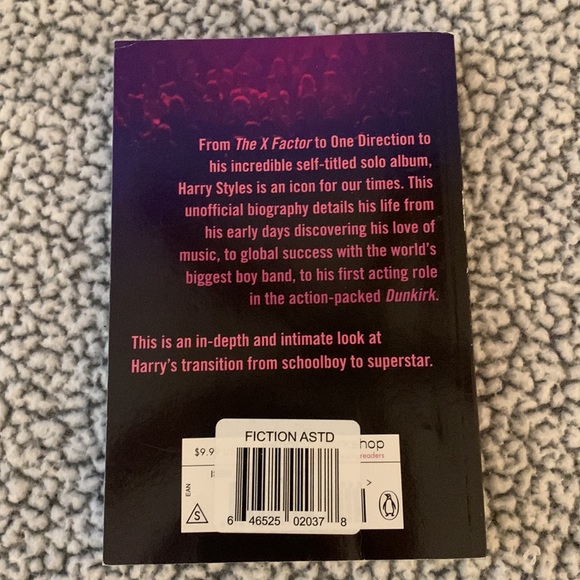 From The X Factor to One Direction to
his incredible self-titled solo album,
Harry Styles is an icon for our times. This
unofficial biography details his life from
his early days discovering his love of
music, to global success with the world's
biggest boy band, to his first acting role
in the action-packed Dunkirk.
This is an in-depth and intimate look at
Harry's transition from schoolboy to superstar.
FICTION ASTD
$9.9
hop
readers
EAN
>
S
6 46525 02037 8